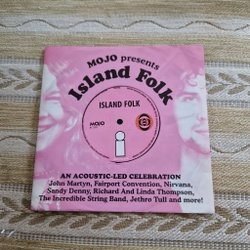 MOJO presents
Island Folk
ISLAND FOLK
MOJO
i
AN ACOUSTIC-LED CELEBRATION
John Martyn, Fairport Convention, Nirvana,
Sandy Denny, Richard And Linda Thompson,
The Incredible String Band, Jethro Tull and more!